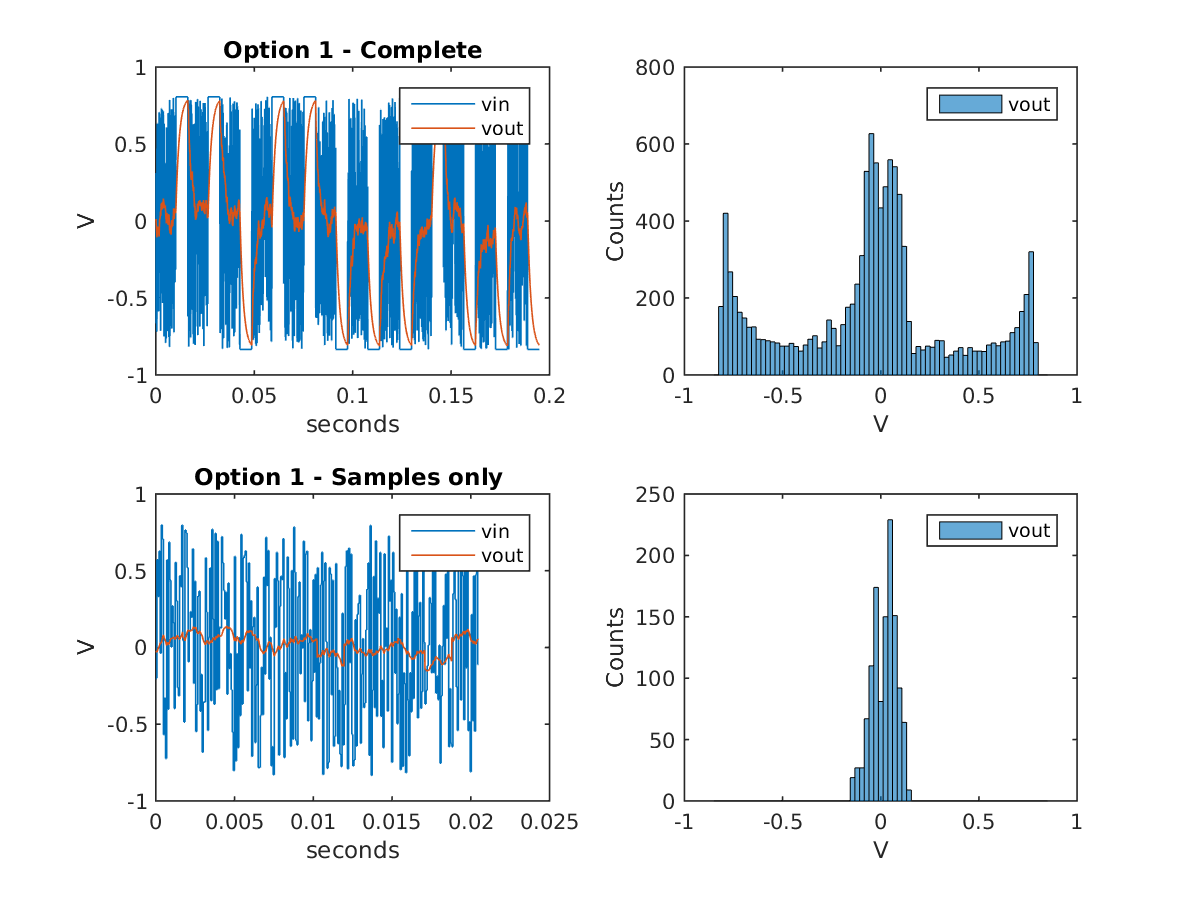 Option 1 - Complete
1
0.5
0
-0.5
-1
V
vin
vout
0
0.05
0.1
0.15
0.2
seconds
800
600
400
200
0
Counts
vout
-1
-0.5
0
0.5
1
V
Option 1 - Samples only
1
0.5
0
-0.5
-1
V
vin
vout
0
0.005
0.01
0.015
0.02
0.025
seconds
250
200
150
100
50
0
Counts
vout
-1
-0.5
0
0.5
1
V